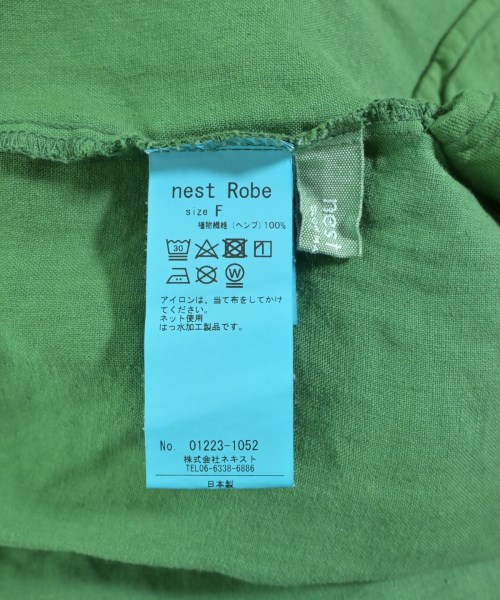 nest Robe
size F
植物繊維(ヘンプ)100%
30
W
アイロンは、当て布をしてかけ
てください。
ネット使用
はっ水加工製品です。
No. 01223-1052
株式会社ネキスト
TEL06-6338-6886
日本製
nest